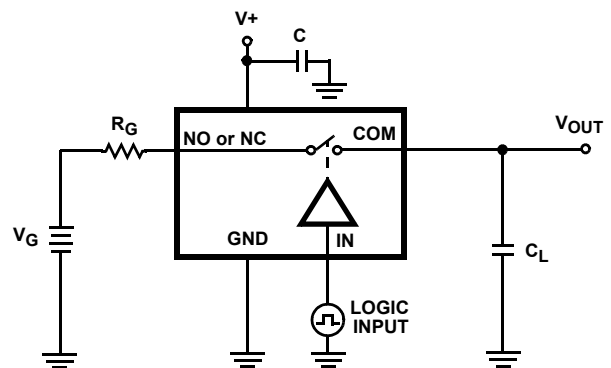 V+
C
RG
NO or NC
COM
VOUT
VG
GND
IN
CL
LOGIC
INPUT